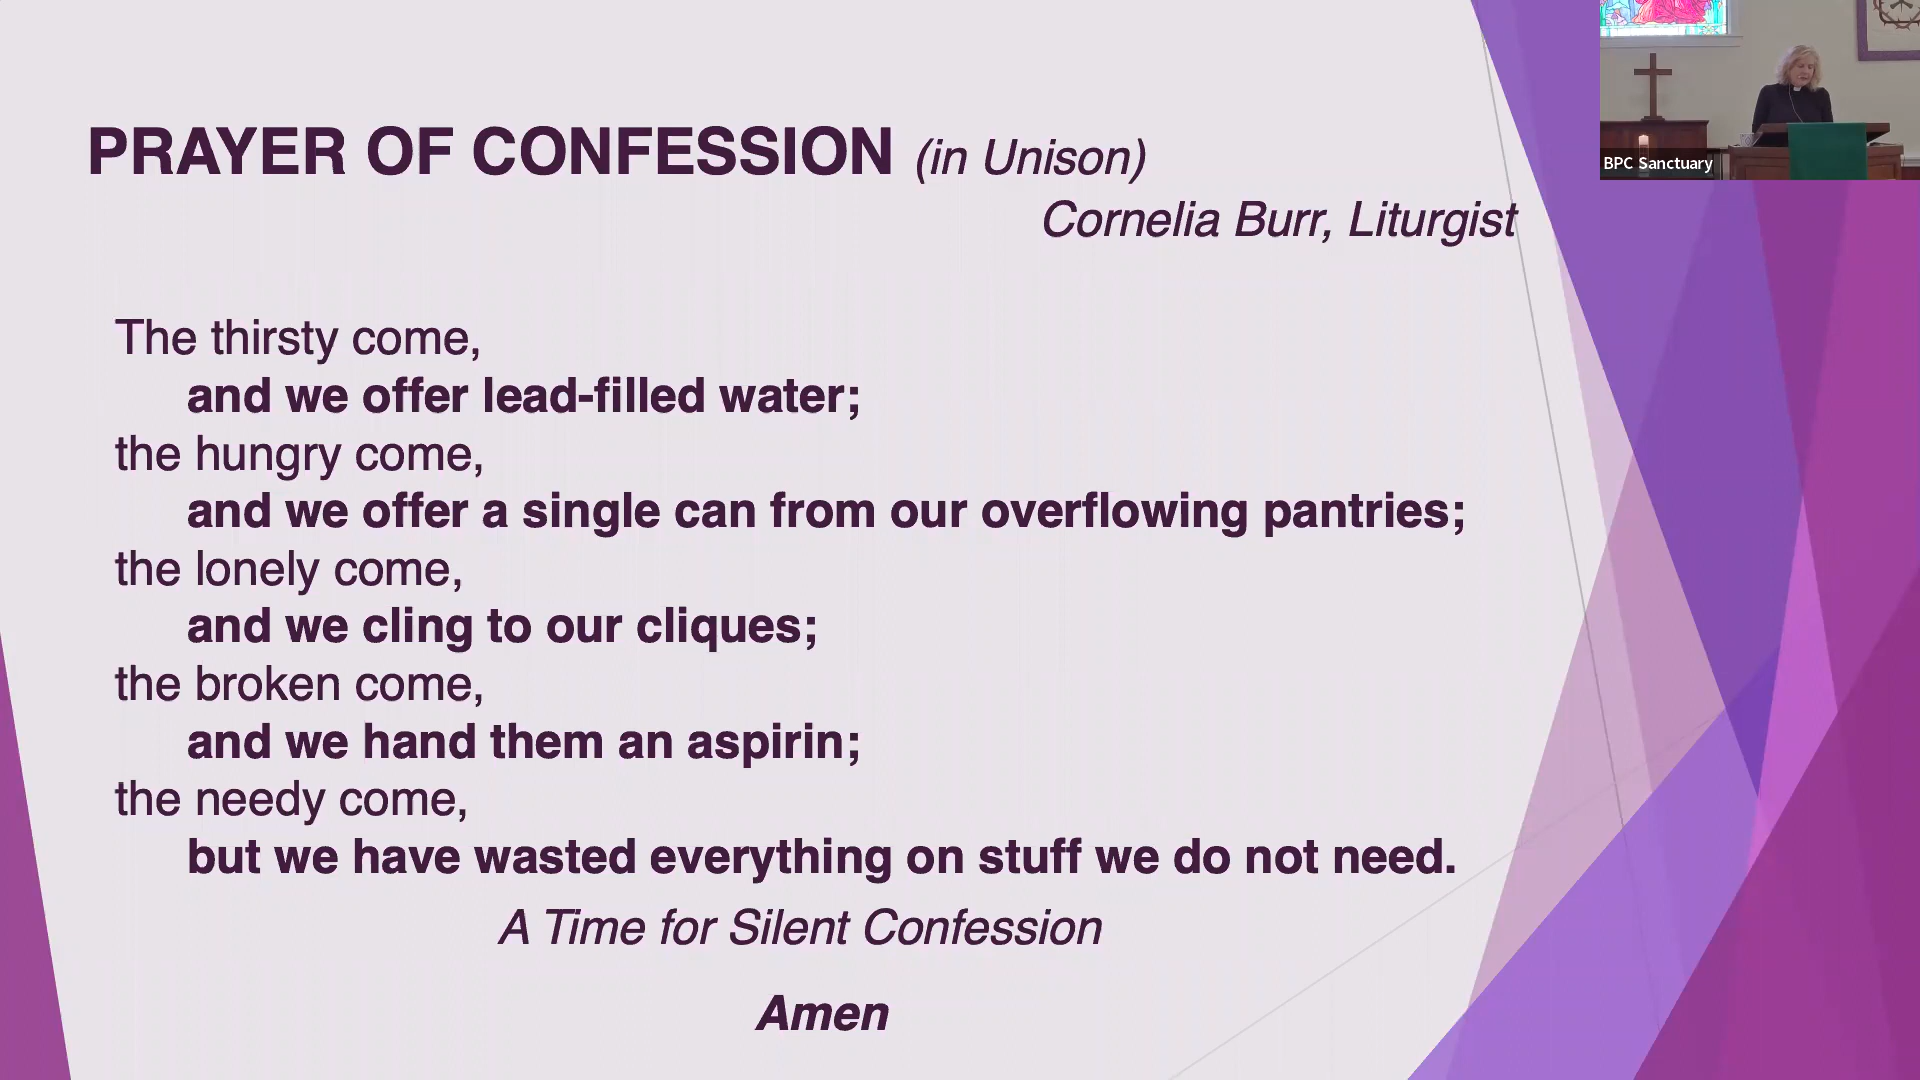 PRAYER OF CONFESSION (in Unison)
Cornelia Burr, Liturgist
The thirsty come,
and we offer lead-filled water;
the hungry come,
and we offer a single can from our overflowing pantries;
the lonely come,
and we cling to our cliques;
the broken come,
and we hand them an aspirin;
the needy come,
but we have wasted everything on stuff we do not need.
A Time for Silent Confession
Amen
BPC Sanctuary